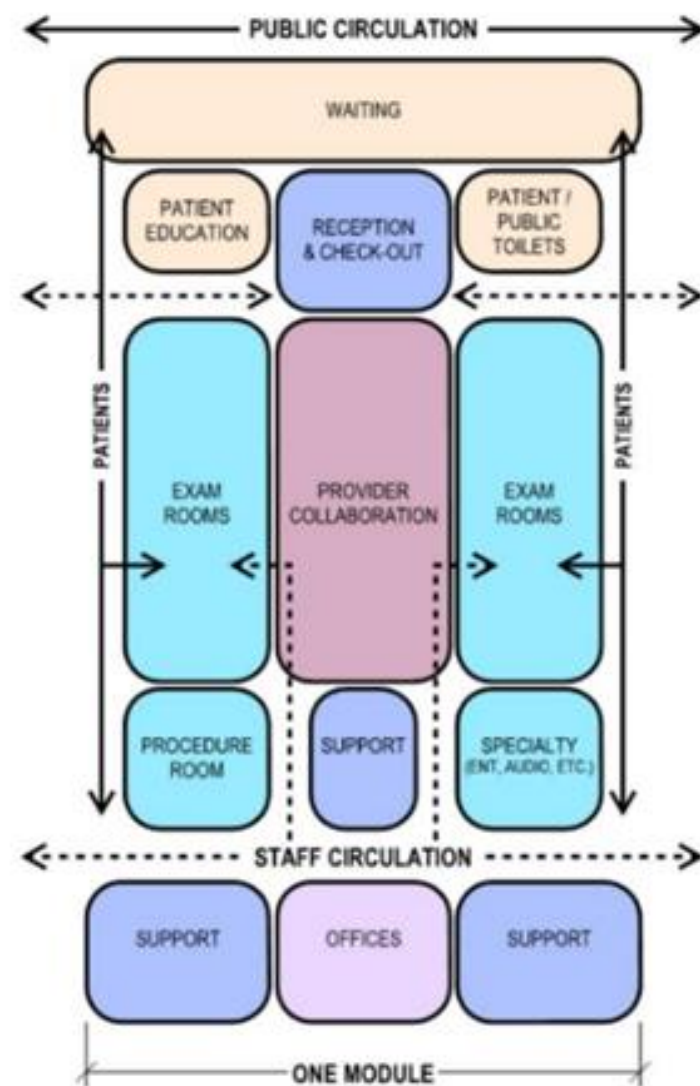 PUBLIC CIRCULATION
WAITING
PATIENT
EDUCATION
RECEPTION
& CHECK-OUT
PATIENT /
PUBLIC
TOILETS
PATIENTS
PATIENTS
EXAM
ROOMS
PROVIDER
COLLABORATION
EXAM
ROOMS
PROCEDURE
ROOM
SUPPORT
SPECIALTY
(ENT, AUDIO, ETC.)
STAFF CIRCULATION
SUPPORT
OFFICES
SUPPORT
ONE MODULE